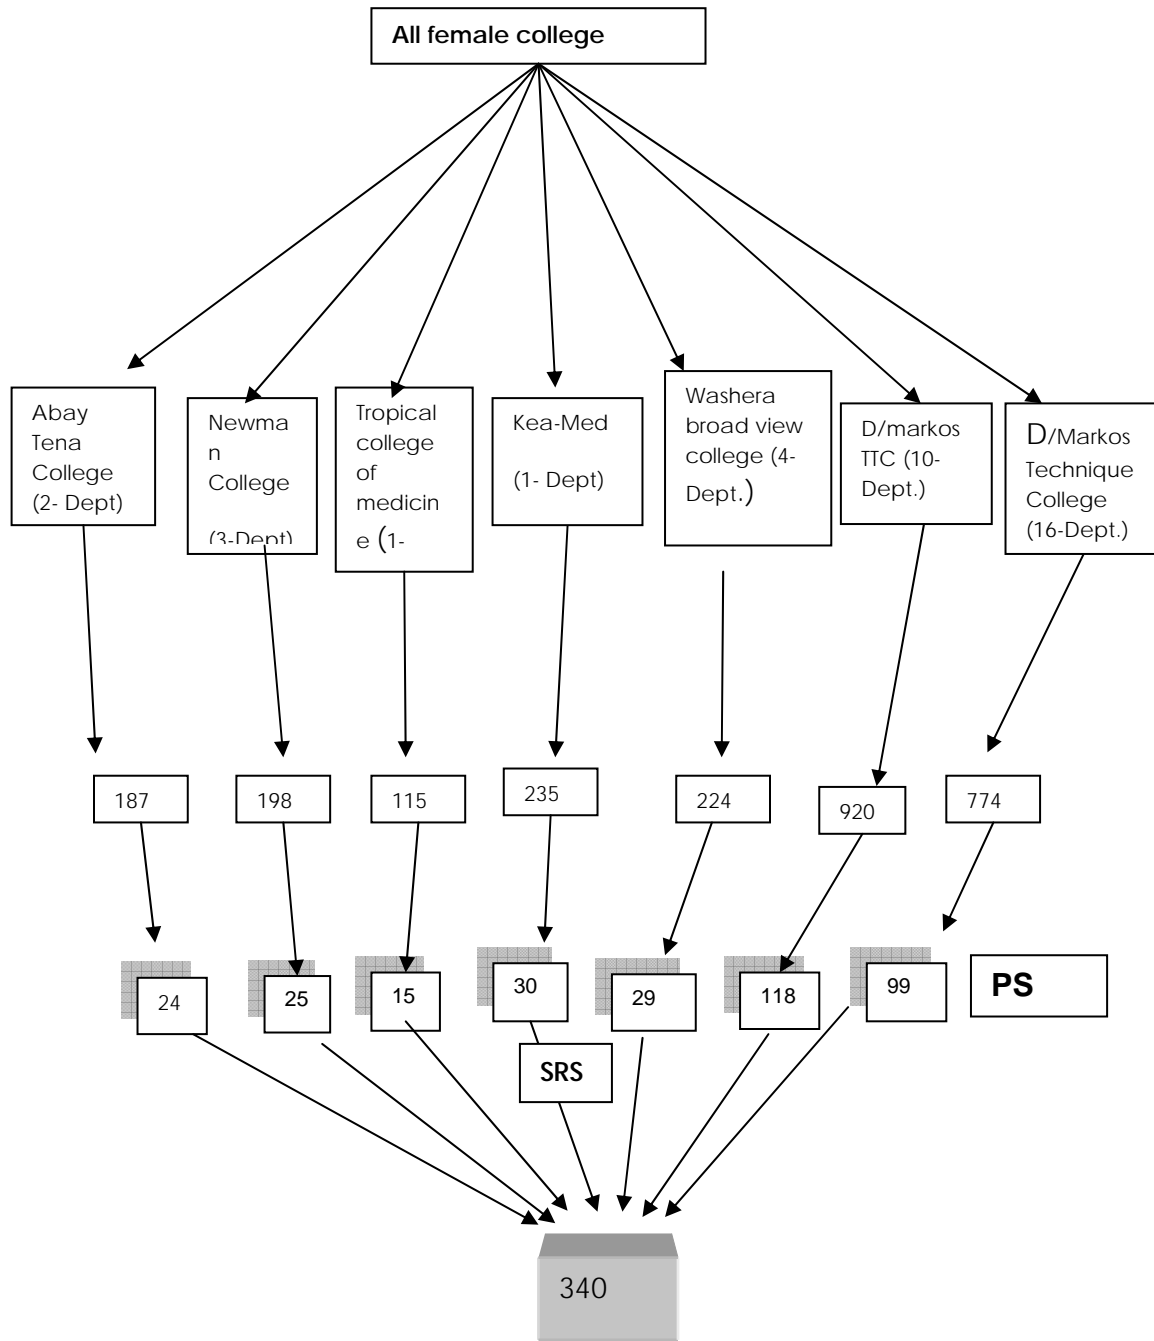 All female college
Abay
Tena
College
(2- Dept)
Newma
n
College
(3-Dept)
Tropical
college
of
medicin
e (1-
Kea-Med
(1- Dept)
Washera
broad view
college (4-
Dept.)
D/markos
TTC (10-
Dept.)
D/Markos
Technique
College
(16-Dept.)
187
198
115
235
224
920
774
24
25
15
30
29
118
99
PS
SRS
340